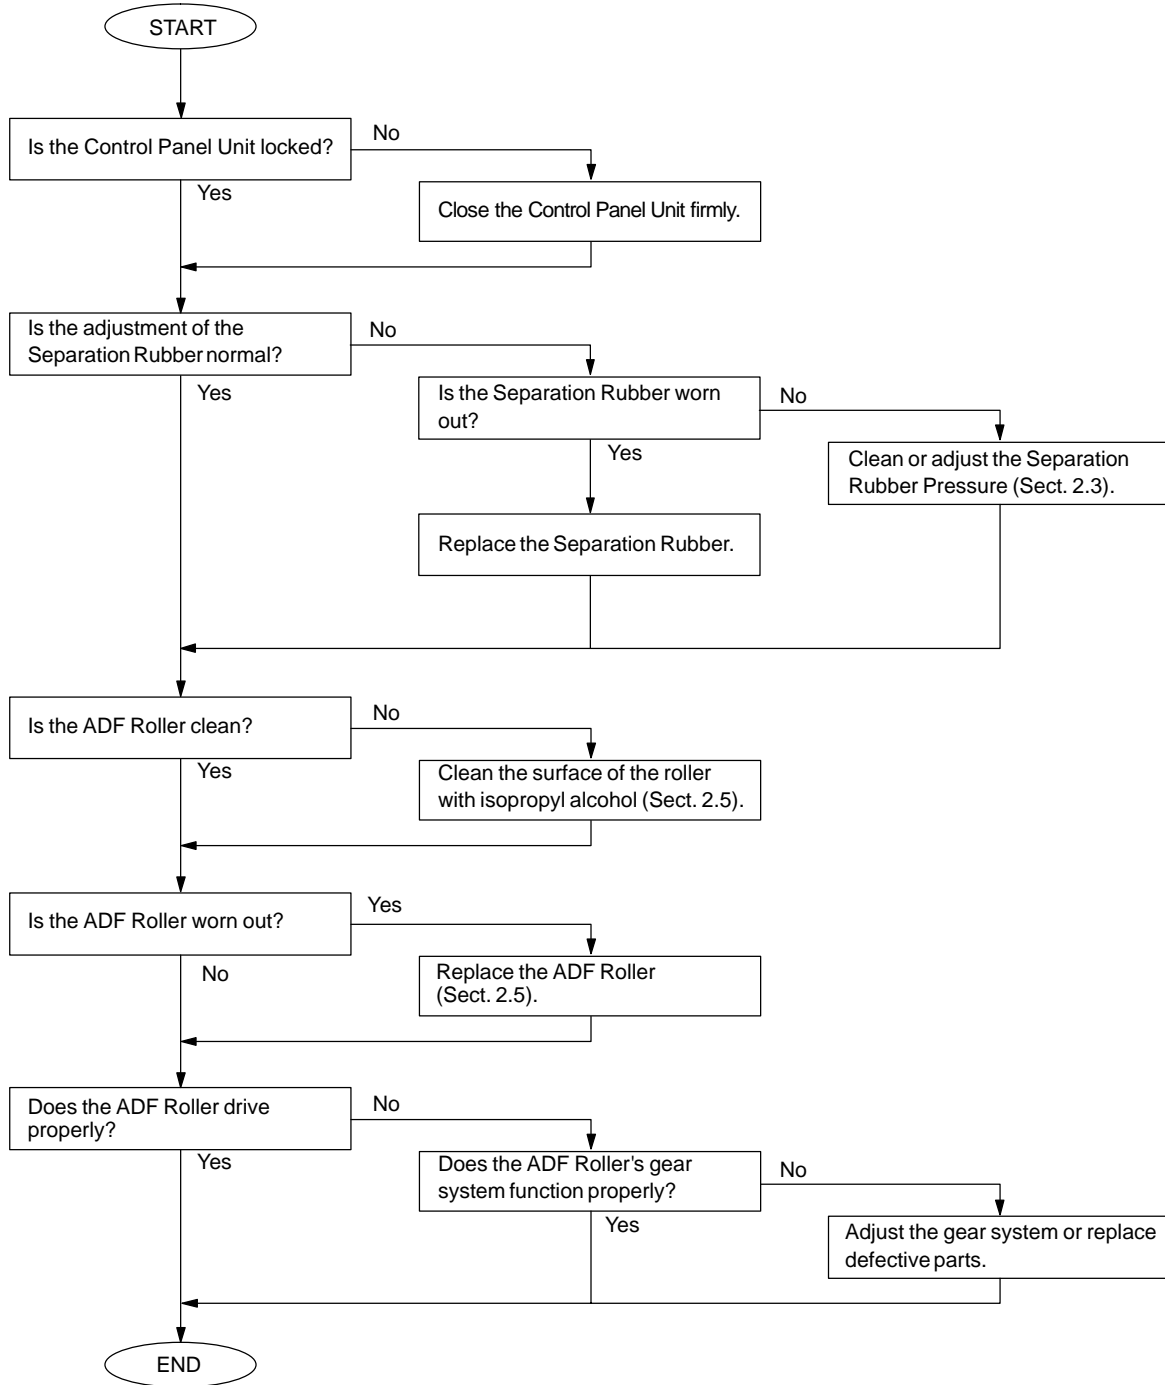 START
Is the Control Panel Unit locked?
No
Yes
Close the Control Panel Unit firmly.
Is the adjustment of the
Separation Rubber normal?
No
Yes
Is the Separation Rubber worn
out?
No
Yes
Clean or adjust the Separation
Rubber Pressure (Sect. 2.3).
Replace the Separation Rubber.
Is the ADF Roller clean?
No
Yes
Clean the surface of the roller
with isopropyl alcohol (Sect. 2.5).
Is the ADF Roller worn out?
Yes
No
Replace the ADF Roller
(Sect. 2.5).
Does the ADF Roller drive
properly?
No
Yes
Does the ADF Roller's gear
system function properly?
No
Yes
Adjust the gear system or replace
defective parts.
END